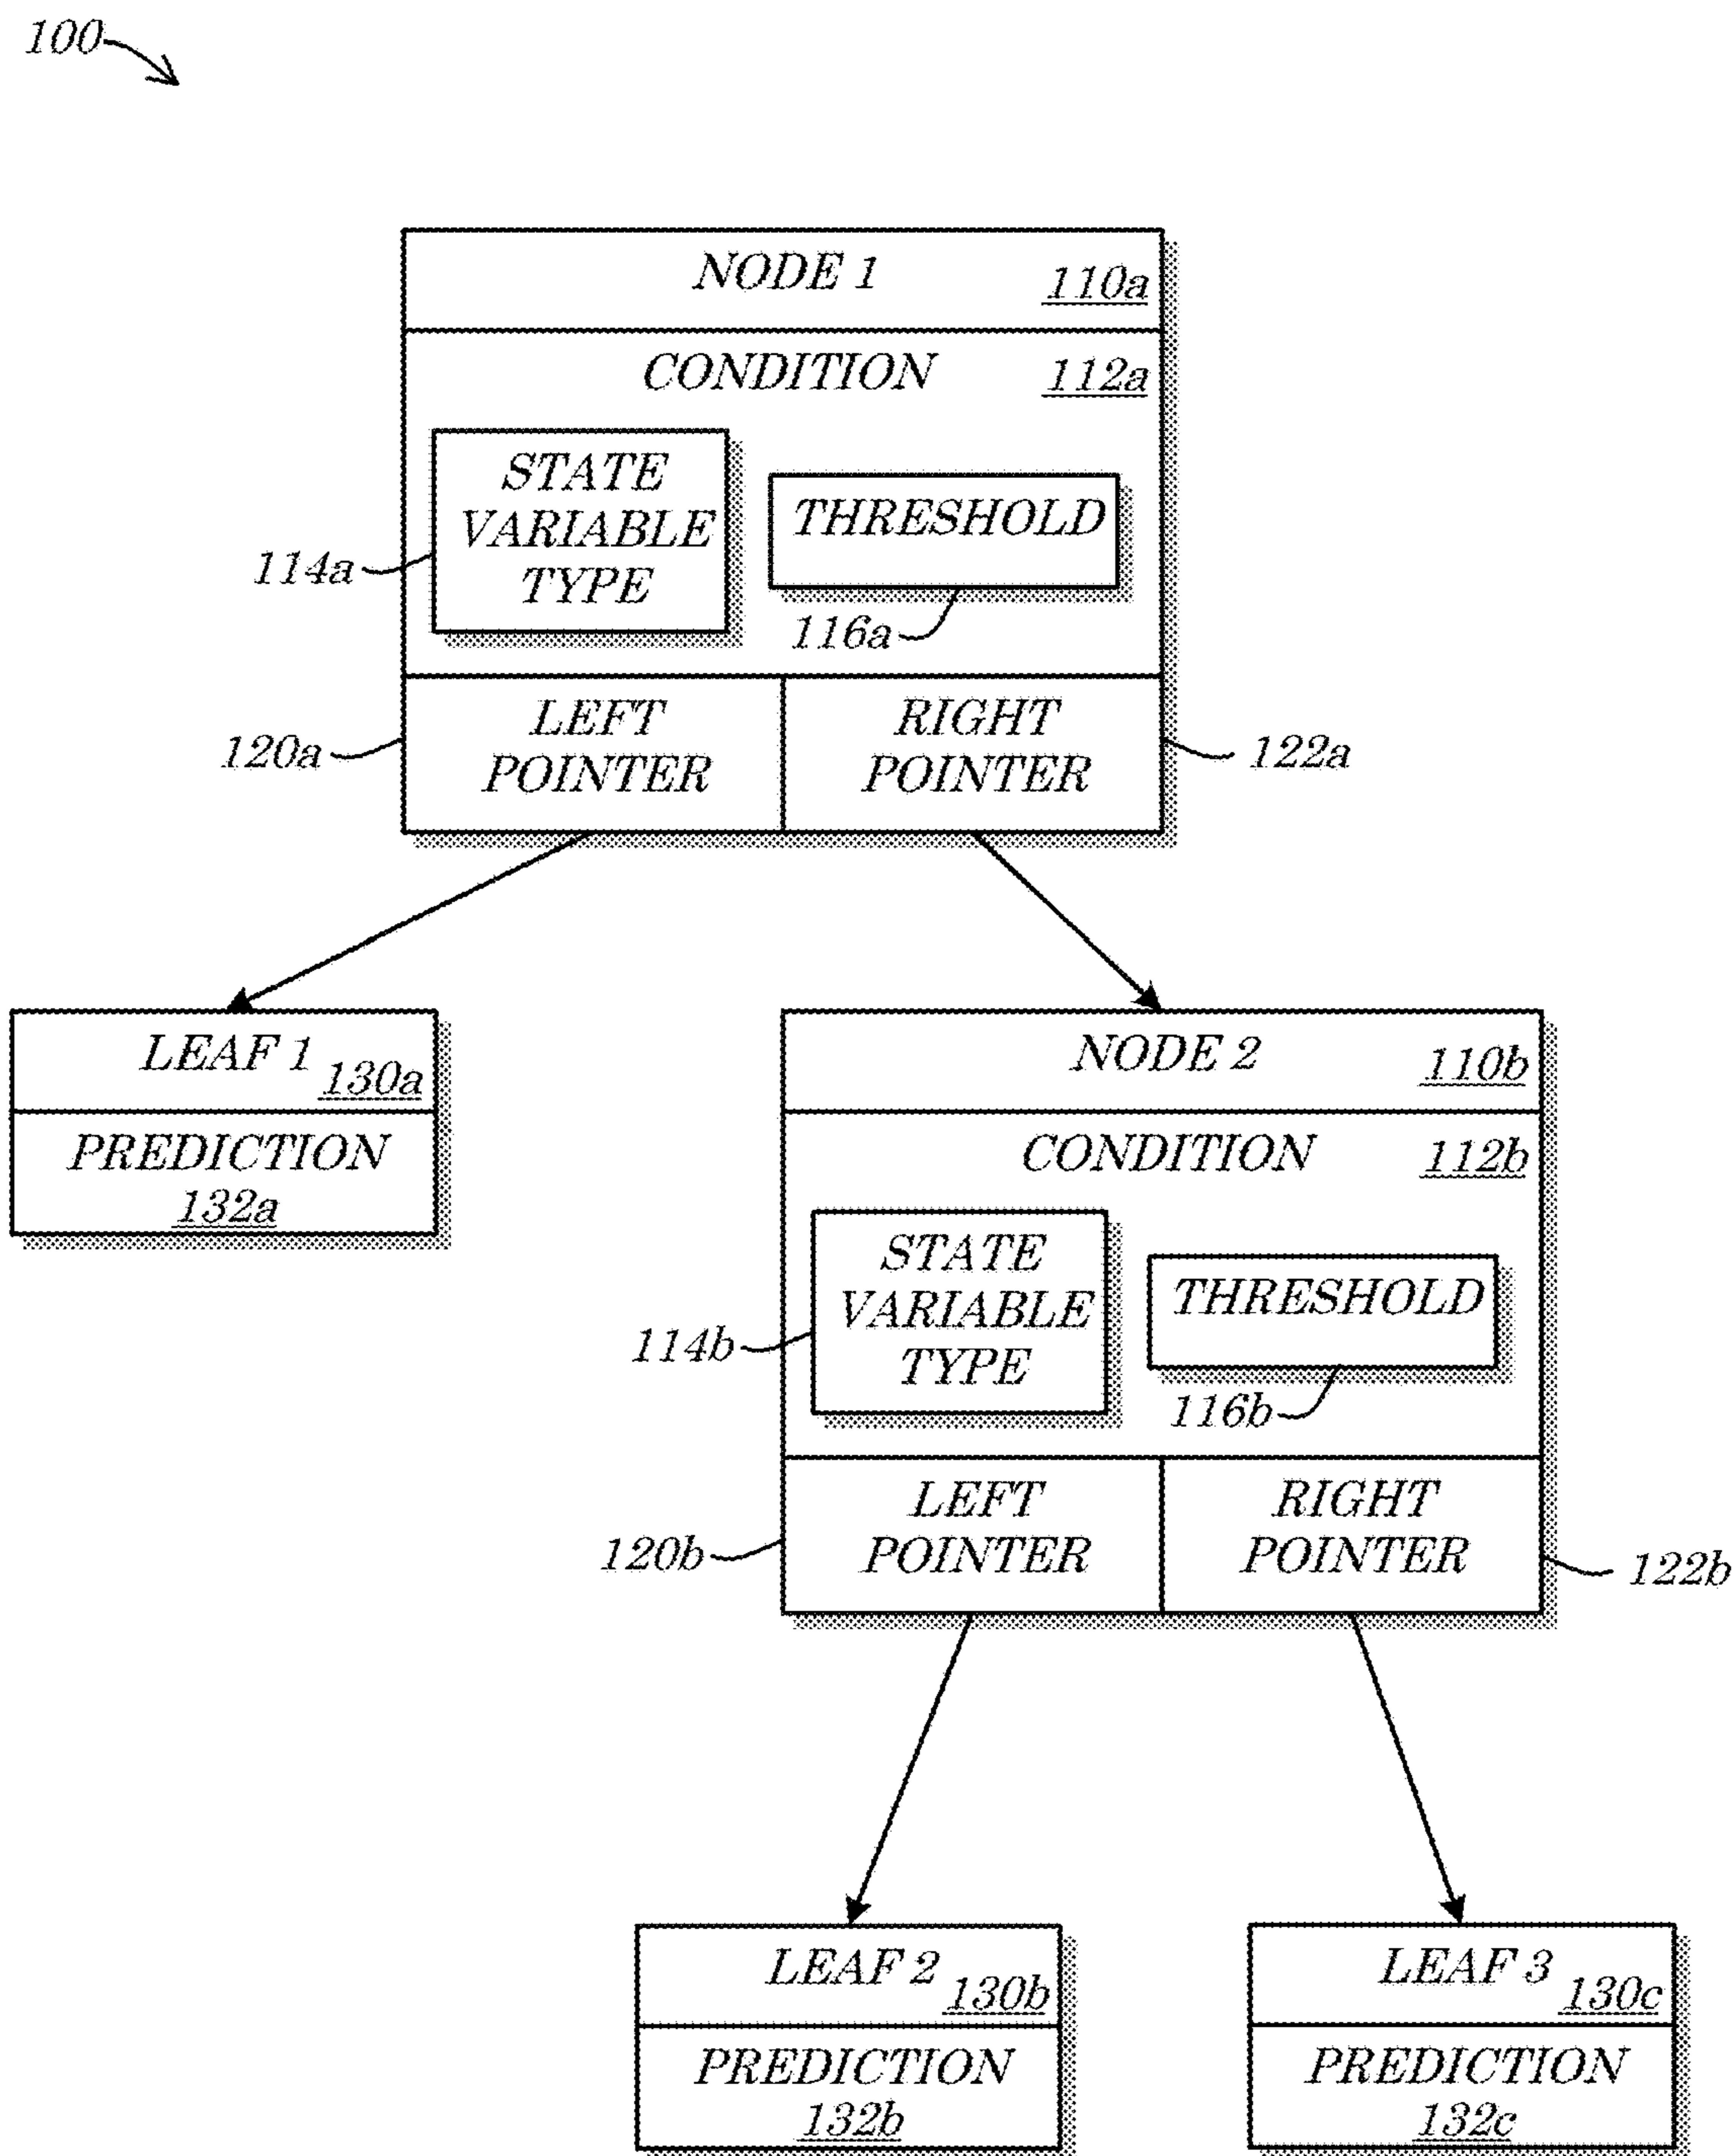 100
NODE 1
110a
CONDITION
112a
STATE
VARIABLE
TYPE
114a
THRESHOLD
116a
LEFT
POINTER
120a
RIGHT
POINTER
122a
LEAF 1
130a
PREDICTION
132a
NODE 2
110b
CONDITION
112b
STATE
VARIABLE
TYPE
114b
THRESHOLD
116b
LEFT
POINTER
120b
RIGHT
POINTER
122b
LEAF 2
130b
PREDICTION
132b
LEAF 3
130c
PREDICTION
132c